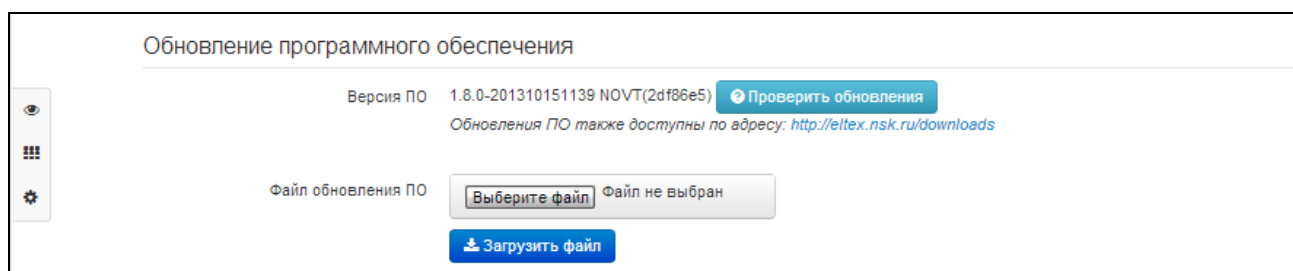 Обновление программного обеспечения
Версия ПО 1.8.0-201310151139 NOVT(2df86e5) Проверить обновления
Обновления ПО также доступны по адресу: http://eltex.nsk.ru/downloads
Файл обновления ПО Выберите файл Файл не выбран
Загрузить файл